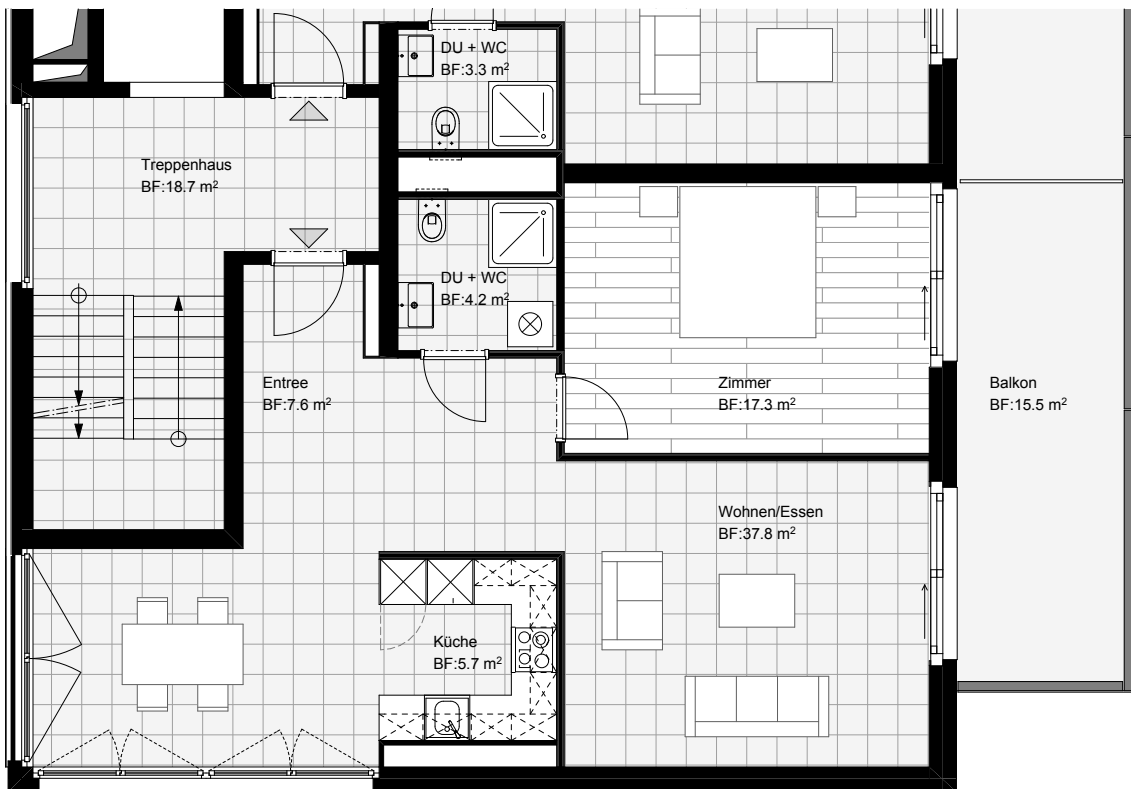 DU + WC
BF:3.3 m²
Treppenhaus
BF:18.7 m²
DU + WC
BF:4.2 m²
Entree
BF:7.6 m²
Zimmer
BF:17.3 m²
Balkon
BF:15.5 m²
Wohnen/Essen
BF:37.8 m²
Küche
BF:5.7 m²